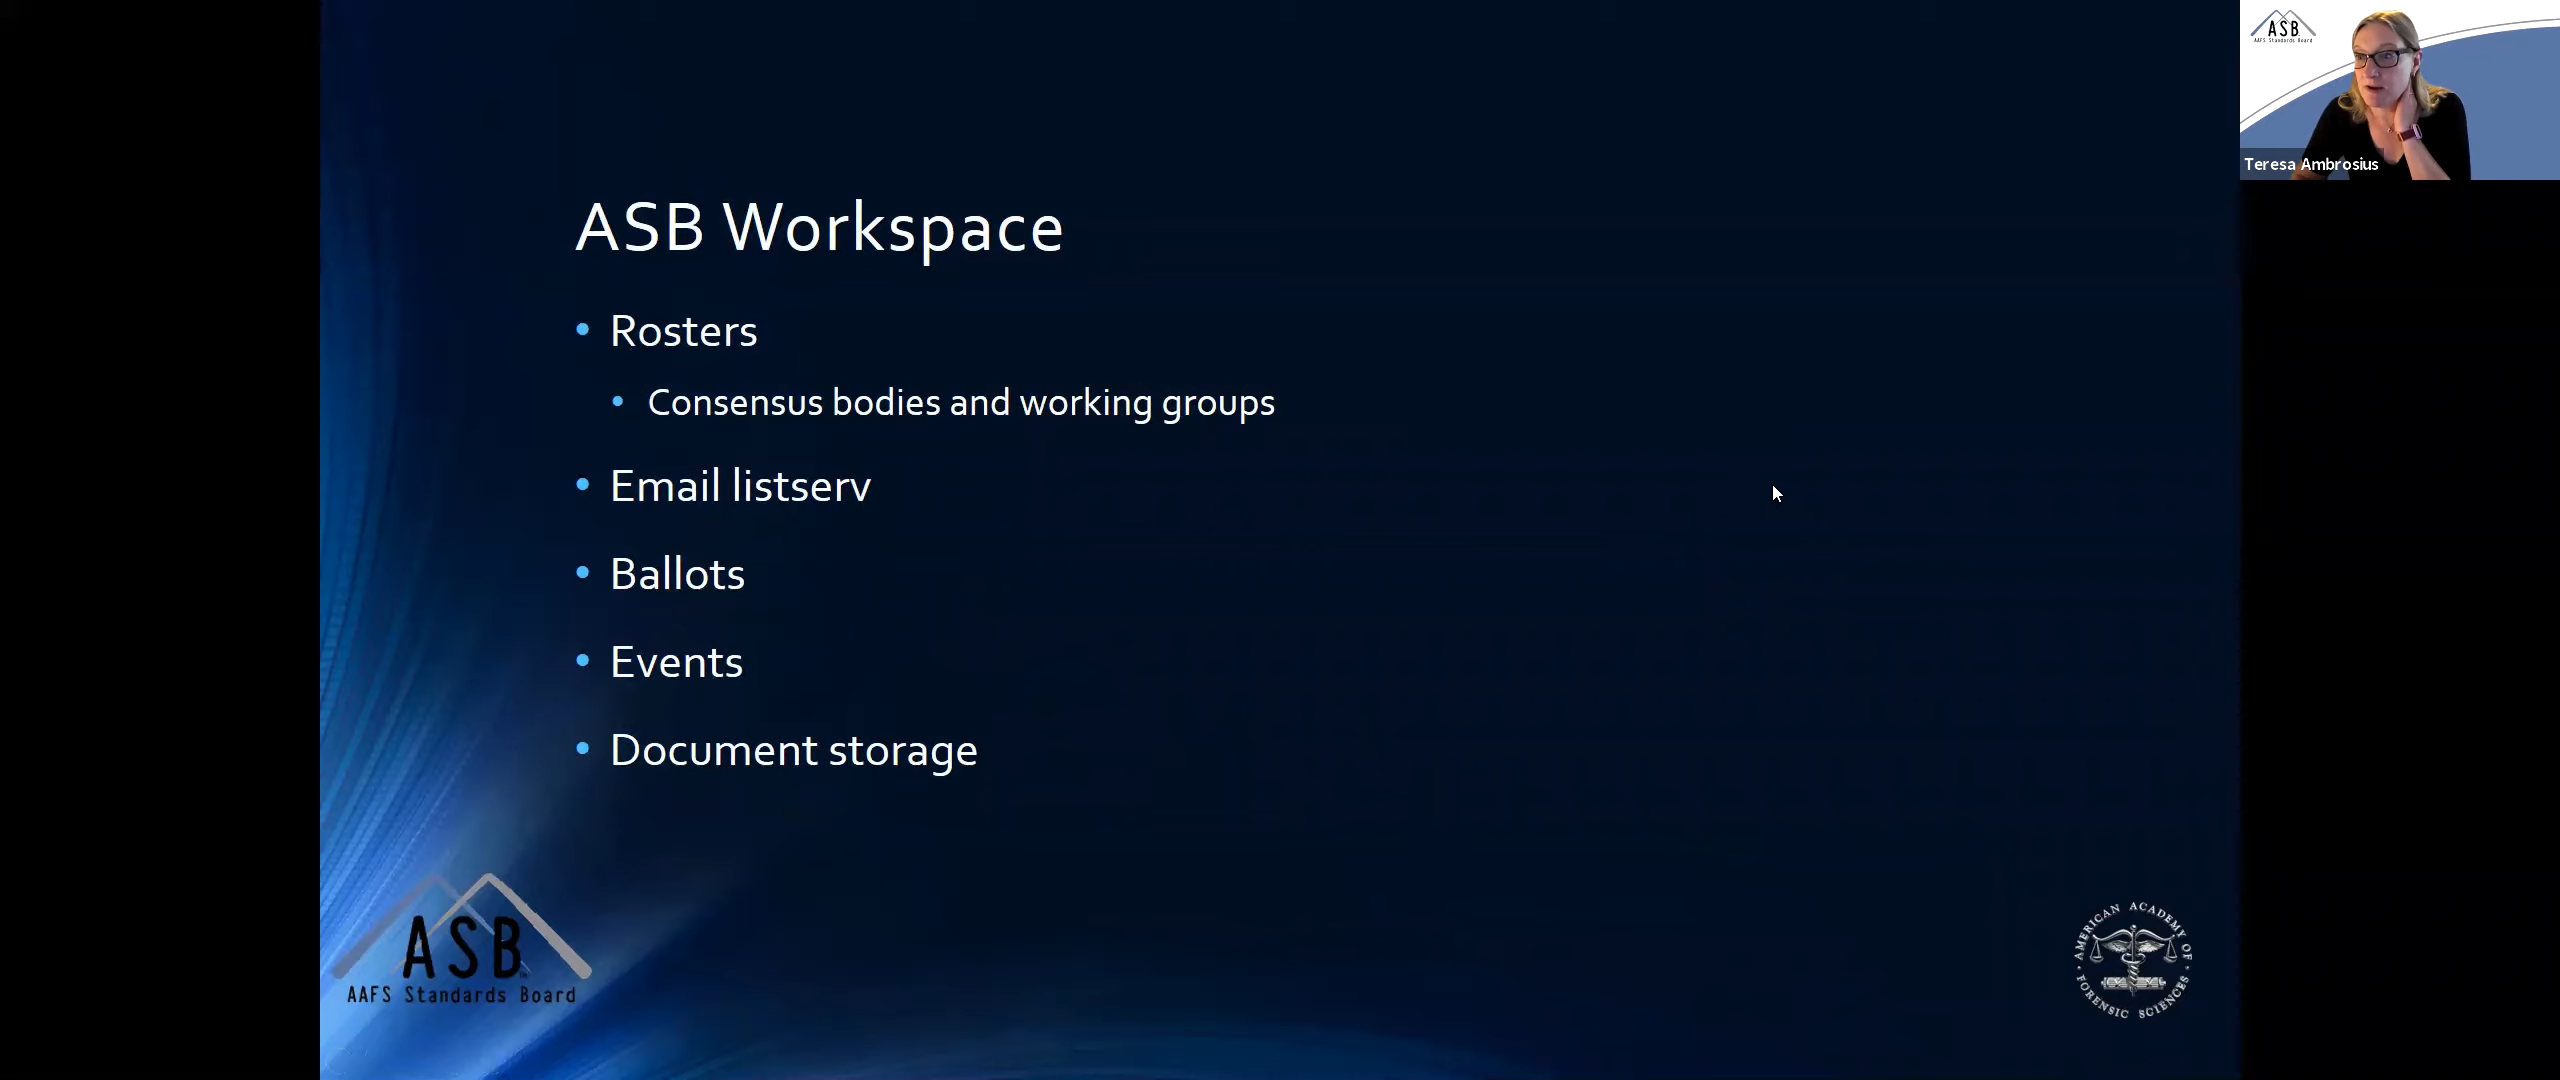 ASB
AAFS Standards Board
Teresa Ambrosius
ASB Workspace
• Rosters
• Consensus bodies and working groups
• Email listserv
• Ballots
• Events
• Document storage
ASB
AAFS Standards Board
AMERICAN ACADEMY OF
FORENSIC SCIENCES